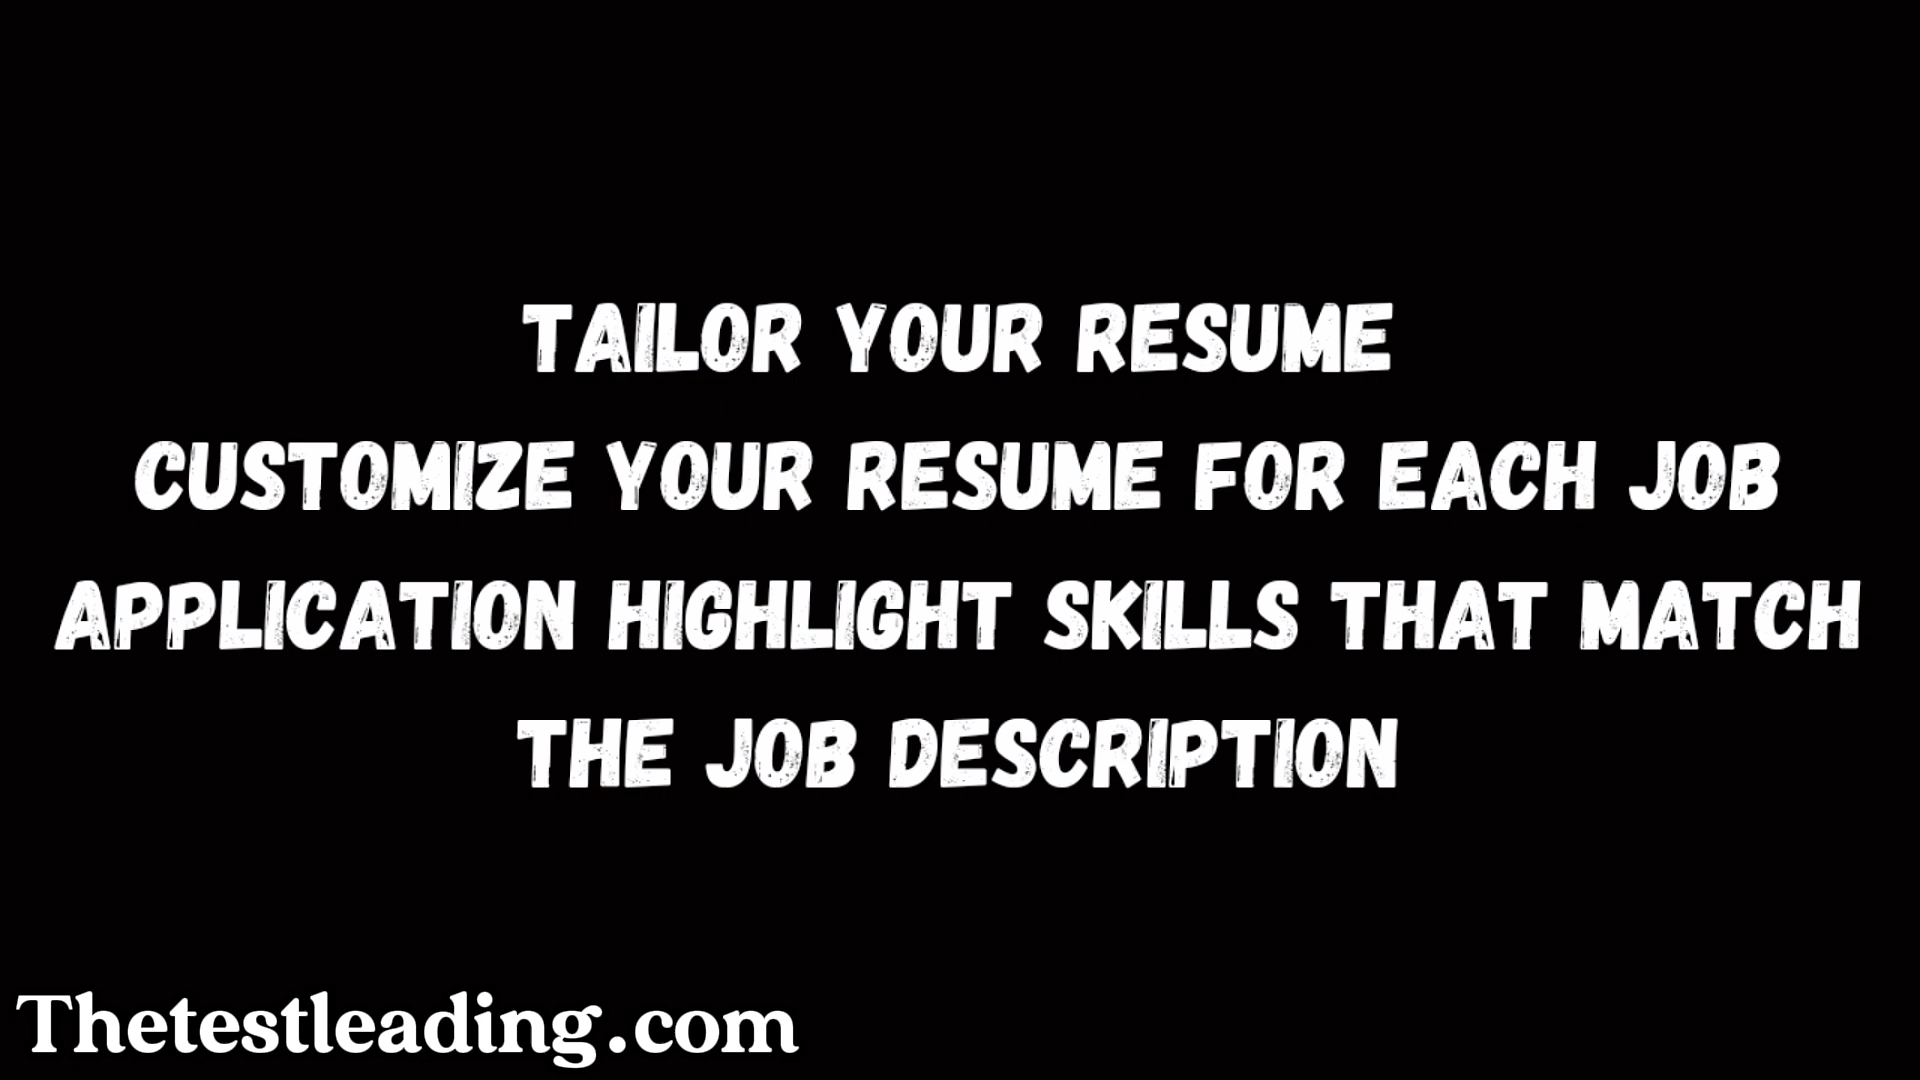 TAILOR YOUR RESUME
CUSTOMIZE YOUR RESUME FOR EACH JOB
APPLICATION HIGHLIGHT SKILLS THAT MATCH
THE JOB DESCRIPTION
Thetestleading.com